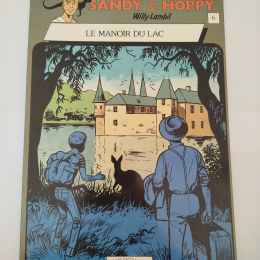 SANDY & HOPPY
Willy Lambil
6
LE MANOIR DU LAC